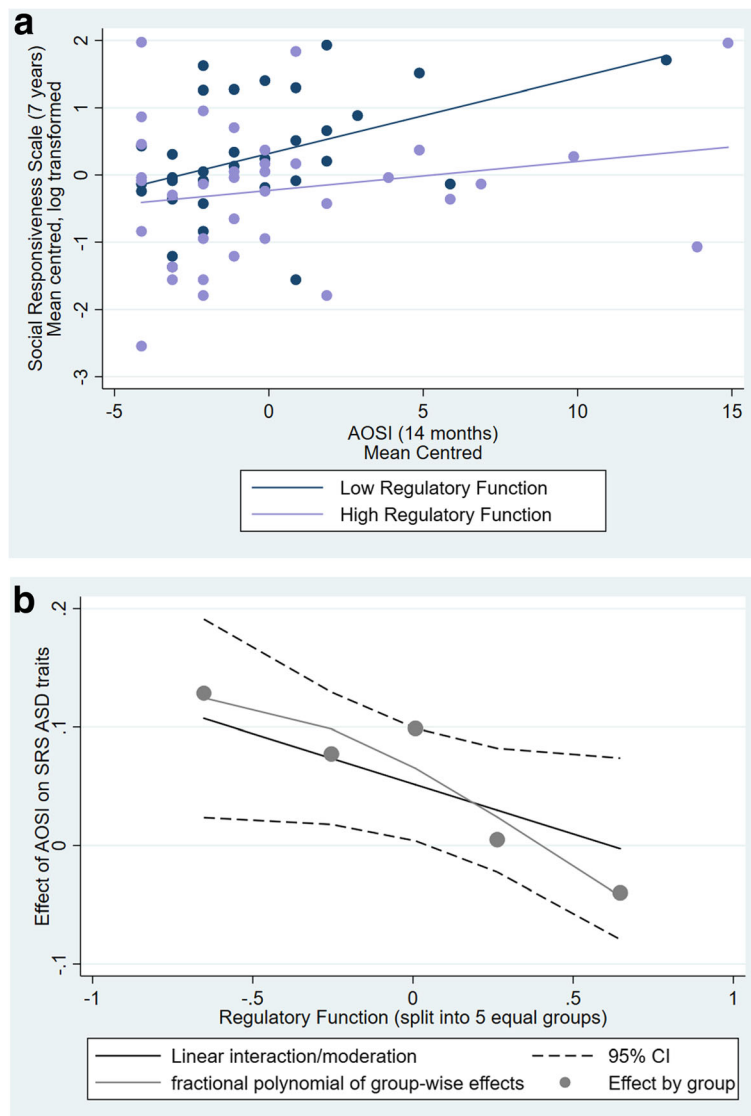 a
Social Responsiveness Scale (7 years)
Mean centred, log transformed
2
1
0
-1
-2
-3
-5
0
5
10
15
AOSI (14 months)
Mean Centred
Low Regulatory Function
High Regulatory Function
b
Effect of AOSI on SRS ASD traits
.2
.1
0
-.1
-1
-.5
0
.5
1
Regulatory Function (split into 5 equal groups)
Linear interaction/moderation
95% CI
fractional polynomial of group-wise effects
Effect by group